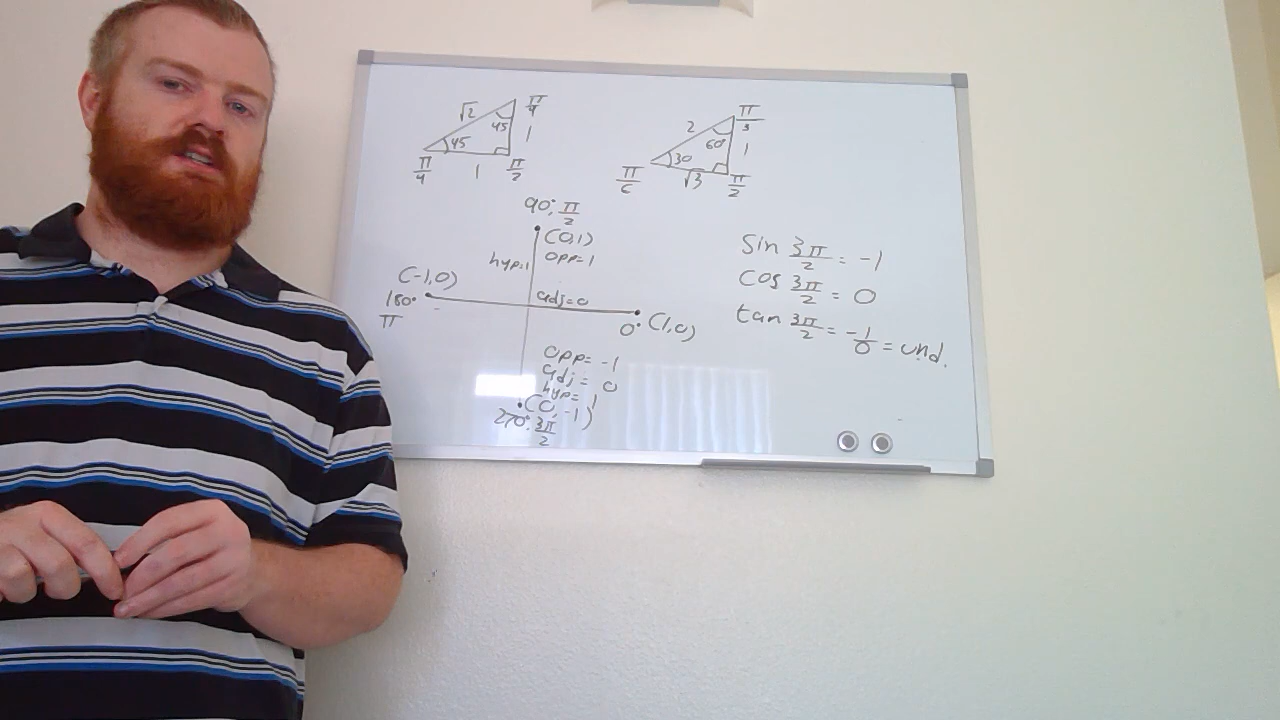 √2 π/4
45
45 1
π/4 1 π/2
π/3
2
60° 1
30
π/6 √3 π/2
90°, π/2
(0,1)
hyp=1 opp=1
adj=0
(-1,0)
180°
π
0° (1,0)
opp= -1
adj= 0
hyp= 1
(0, -1)
270°, 3π/2
Sin 3π/2 = -1
Cos 3π/2 = 0
tan 3π/2 = -1/0 = und.